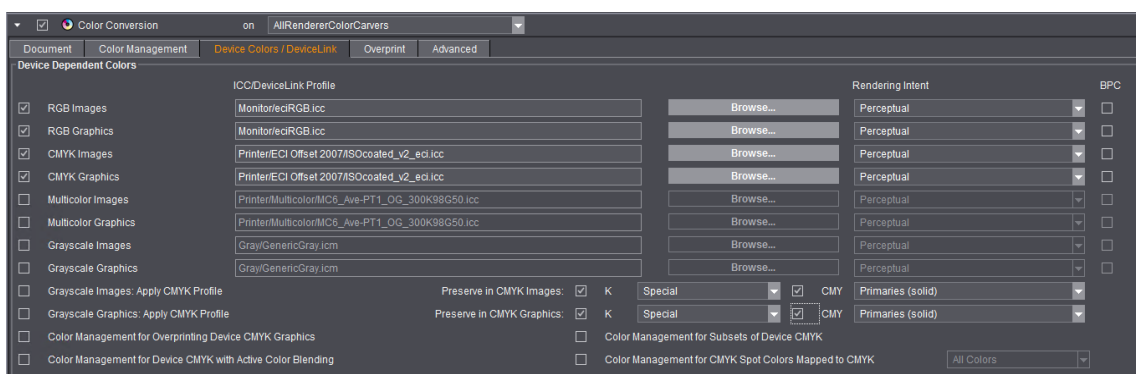 Color Conversion on AllRendererColorCarvers
Document Color Management Device Colors / DeviceLink Overprint Advanced
Device Dependent Colors
ICC/DeviceLink Profile Rendering Intent BPC
RGB Images Monitor/eciRGB.icc Browse... Perceptual
RGB Graphics Monitor/eciRGB.icc Browse... Perceptual
CMYK Images Printer/ECI Offset 2007/ISOcoated_v2_eci.icc Browse... Perceptual
CMYK Graphics Printer/ECI Offset 2007/ISOcoated_v2_eci.icc Browse... Perceptual
Multicolor Images Printer/Multicolor/MC6_Ave-PT1_OG_300K98G50.icc Browse... Perceptual
Multicolor Graphics Printer/Multicolor/MC6_Ave-PT1_OG_300K98G50.icc Browse... Perceptual
Grayscale Images Gray/GenericGray.icm Browse... Perceptual
Grayscale Graphics Gray/GenericGray.icm Browse... Perceptual
Grayscale Images: Apply CMYK Profile Preserve in CMYK Images: K Special CMY Primaries (solid)
Grayscale Graphics: Apply CMYK Profile Preserve in CMYK Graphics: K Special CMY Primaries (solid)
Color Management for Overprinting Device CMYK Graphics Color Management for Subsets of Device CMYK
Color Management for Device CMYK with Active Color Blending Color Management for CMYK Spot Colors Mapped to CMYK All Colors